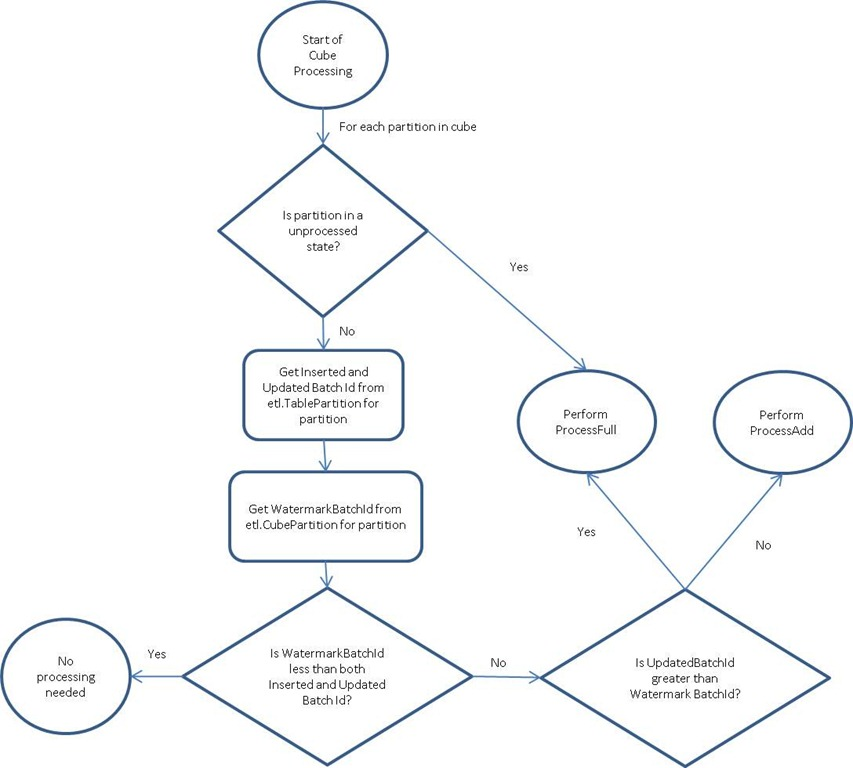 Start of
Cube
Processing
For each partition in cube
Is partition in a
unprocessed
state?
Yes
No
Get Inserted and
Updated Batch Id from
etl.TablePartition for
partition
Perform
ProcessFull
Perform
ProcessAdd
Get WatermarkBatchId from
etl.CubePartition for partition
Yes
No
Is WatermarkBatchId
less than both
Inserted and Updated
Batch Id?
Yes
No
processing
needed
No
Is UpdatedBatchId
greater than
Watermark BatchId?